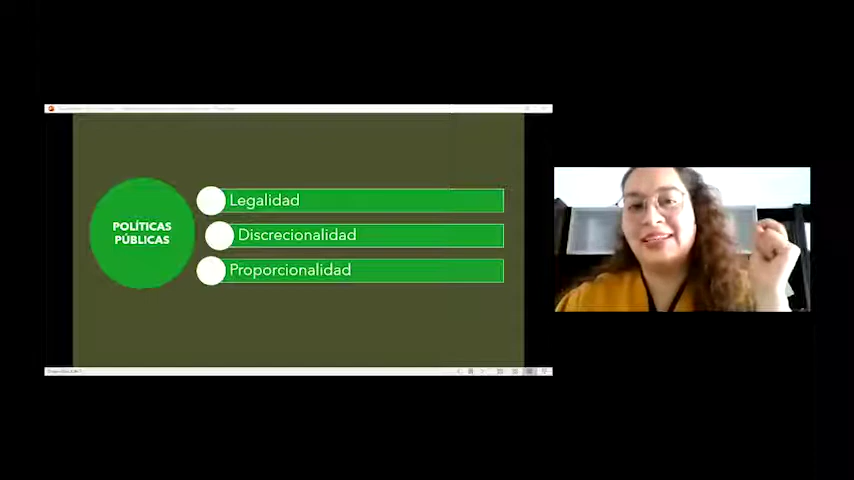 POLÍTICAS
PÚBLICAS
Legalidad
Discrecionalidad
Proporcionalidad